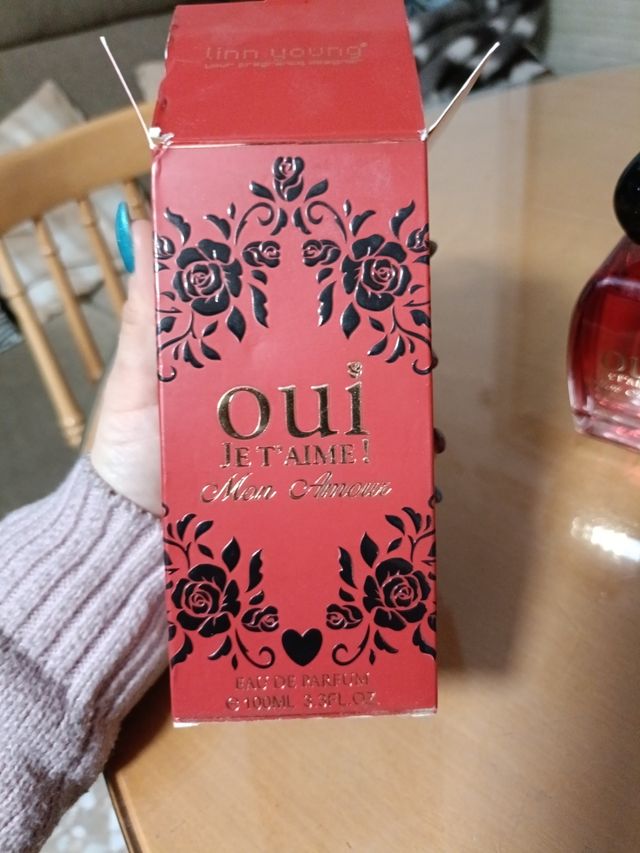 linn young®
your fragrance designer
oui
JE T'AIME!
Mon Amour
EAU DE PARFUM
e 100ML 3.3FL.OZ.